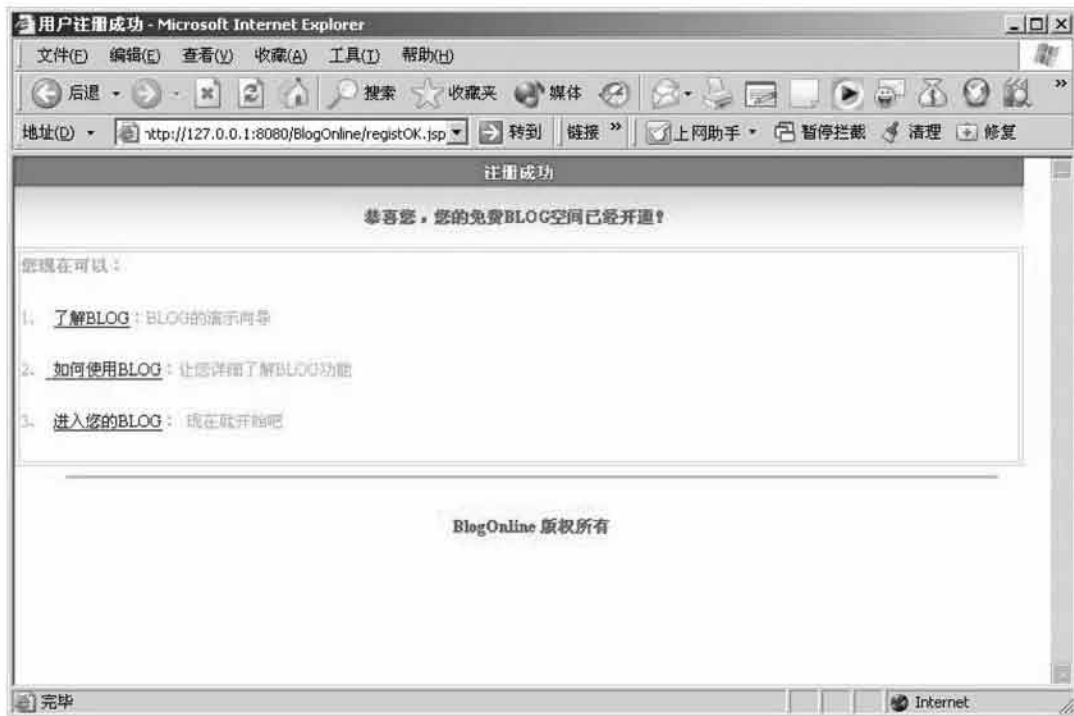 用户注册成功 - Microsoft Internet Explorer
文件(F) 编辑(E) 查看(V) 收藏(A) 工具(T) 帮助(H)
后退 搜索 收藏夹 媒体 »
地址(D) http://127.0.0.1:8080/BlogOnline/registOK.jsp 转到 链接 » 上网助手 暂停拦截 清理 修复
注册成功
恭喜您，您的免费BLOG空间已经开通！
您现在可以：
1、 了解BLOG：BLOG的演示向导
2、 如何使用BLOG：让您详细了解BLOG功能
3、 进入您的BLOG： 现在就开始吧
BlogOnline 版权所有
完毕 Internet